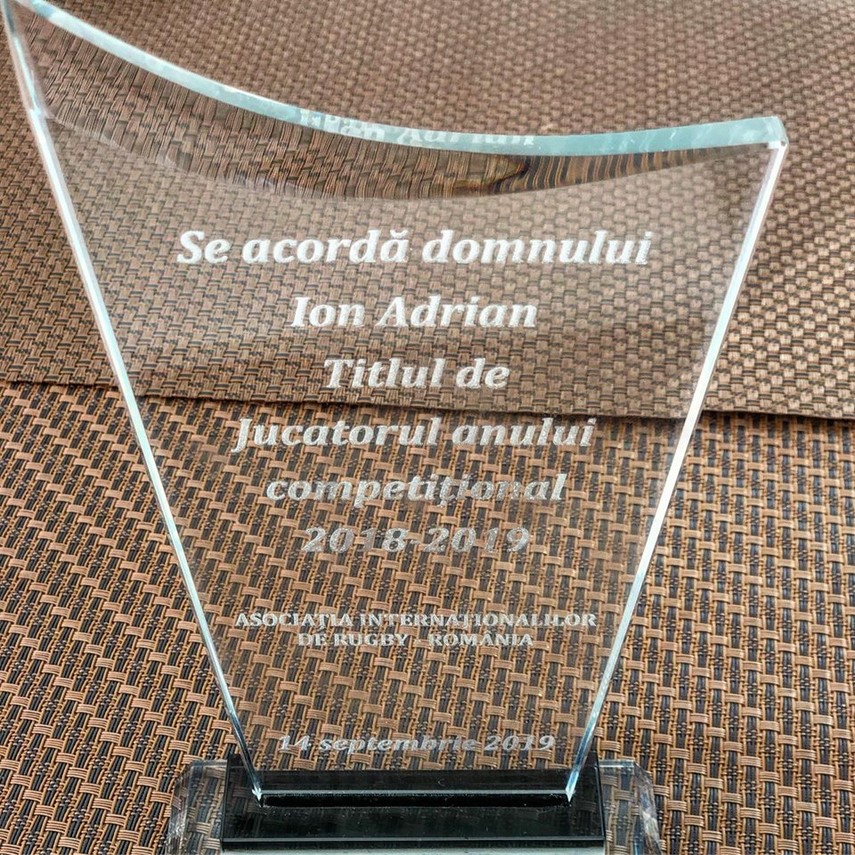 Se acordă domnului
Ion Adrian
Titlul de
Jucatorul anului
competițional
2018-2019
ASOCIAȚIA INTERNAȚIONALILOR
DE RUGBY - ROMÂNIA
14 septembrie 2019